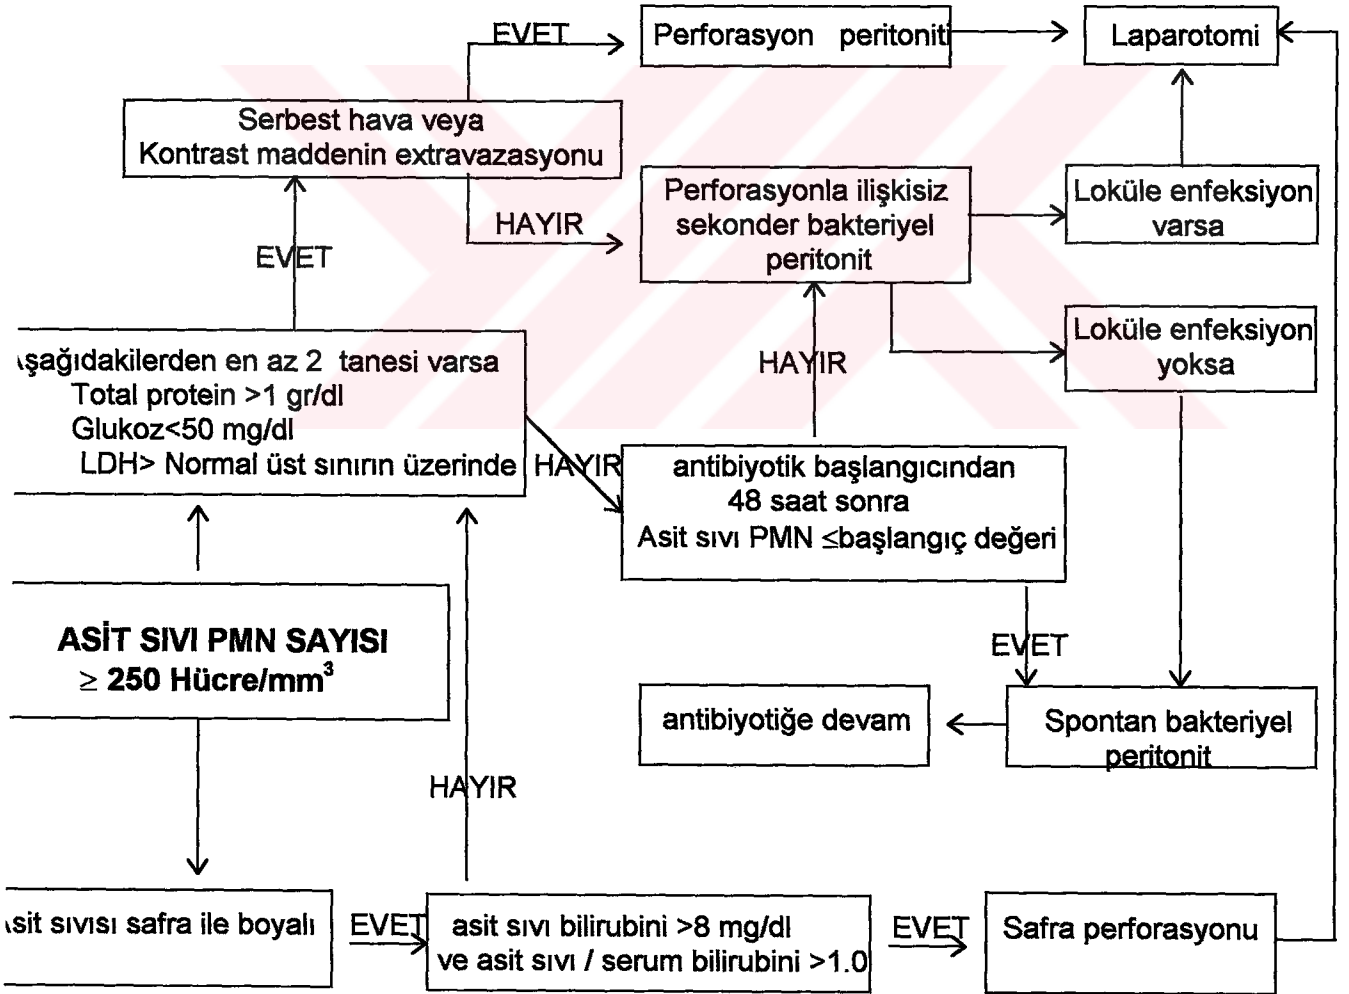 EVET
Perforasyon peritoniti
Laparotomi
Serbest hava veya
Kontrast maddenin extravazasyonu
HAYIR
Perforasyonla ilişkisiz
sekonder bakteriyel
peritonit
Loküle enfeksiyon
varsa
EVET
Loküle enfeksiyon
yoksa
HAYIR
şağıdakilerden en az 2 tanesi varsa
Total protein >1 gr/dl
Glukoz<50 mg/dl
LDH> Normal üst sınırın üzerinde
HAYIR
antibiyotik başlangıcından
48 saat sonra
Asit sıvı PMN ≤başlangıç değeri
ASİT SIVI PMN SAYISI
≥ 250 Hücre/mm³
EVET
antibiyotiğe devam
Spontan bakteriyel
peritonit
HAYIR
sit sıvısı safra ile boyalı
EVET
asit sıvı bilirubini >8 mg/dl
ve asit sıvı / serum bilirubini >1.0
EVET
Safra perforasyonu